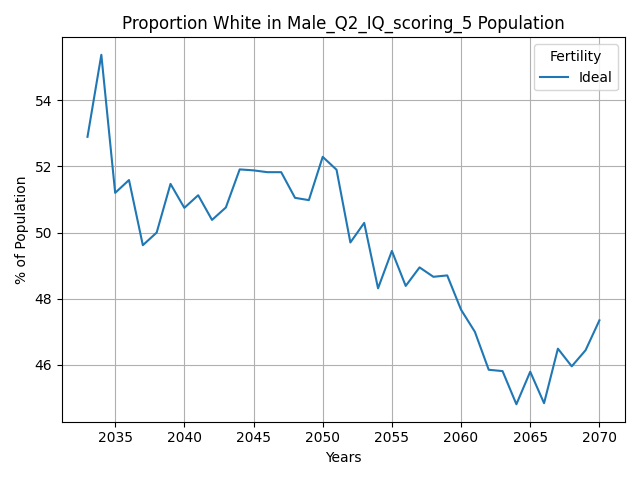 Proportion White in Male_Q2_IQ_scoring_5 Population
Fertility
Ideal
% of Population
54
52
50
48
46
2035 2040 2045 2050 2055 2060 2065 2070
Years